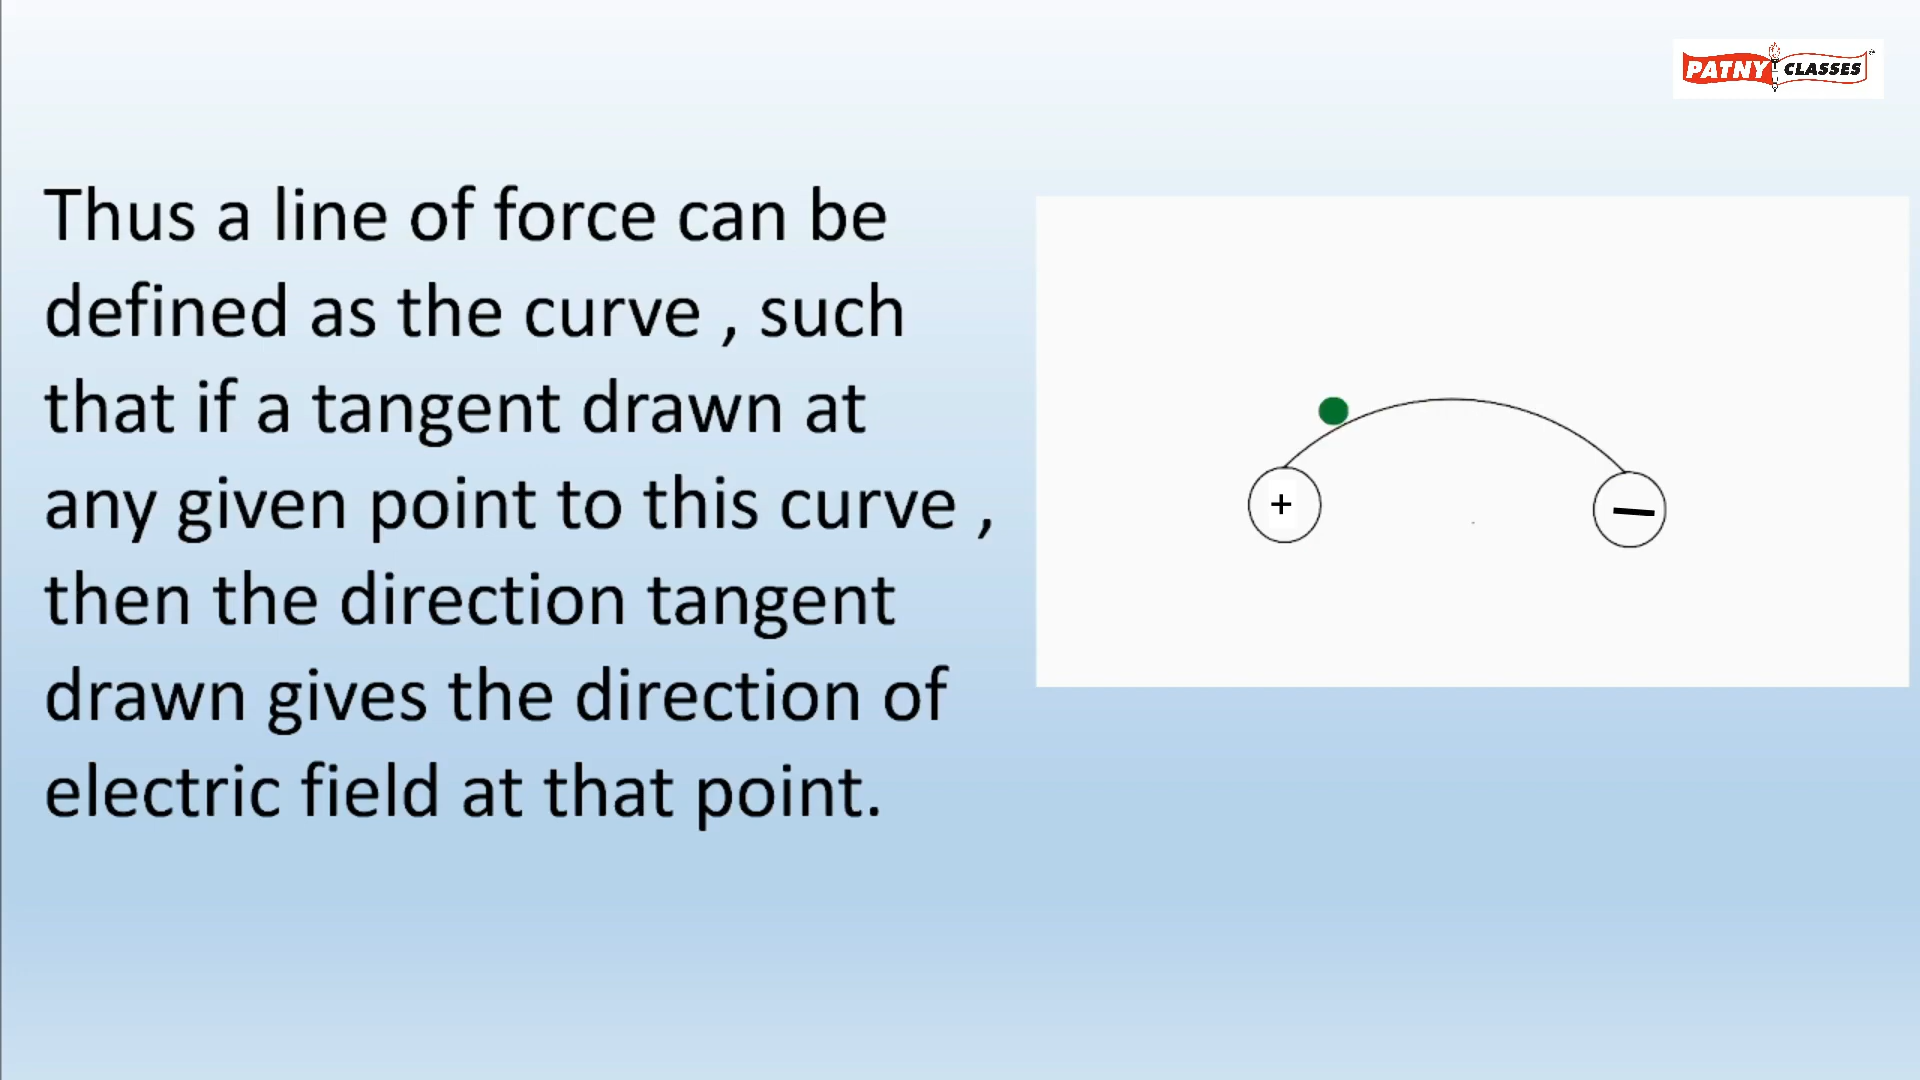 PATNY CLASSES
Thus a line of force can be
defined as the curve , such
that if a tangent drawn at
any given point to this curve ,
then the direction tangent
drawn gives the direction of
electric field at that point.
+
—